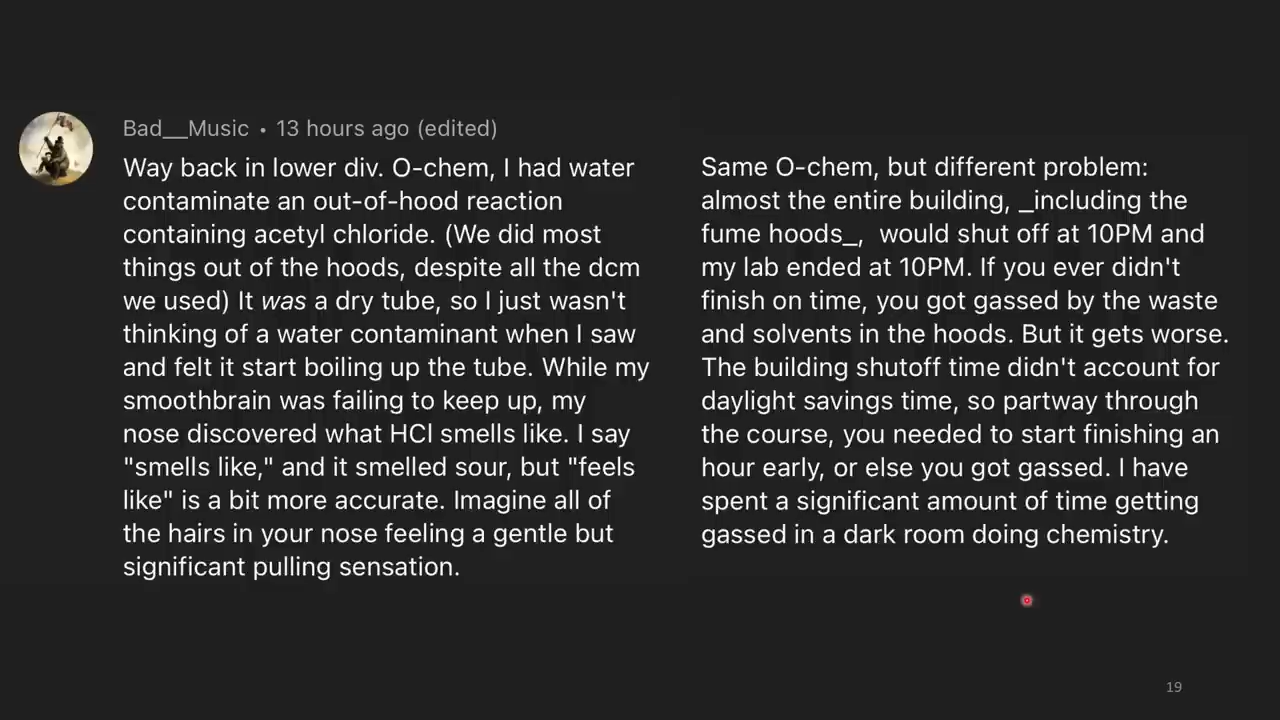 Bad__Music • 13 hours ago (edited)
Way back in lower div. O-chem, I had water
contaminate an out-of-hood reaction
containing acetyl chloride. (We did most
things out of the hoods, despite all the dcm
we used) It was a dry tube, so I just wasn't
thinking of a water contaminant when I saw
and felt it start boiling up the tube. While my
smoothbrain was failing to keep up, my
nose discovered what HCl smells like. I say
"smells like," and it smelled sour, but "feels
like" is a bit more accurate. Imagine all of
the hairs in your nose feeling a gentle but
significant pulling sensation.
Same O-chem, but different problem:
almost the entire building, _including the
fume hoods_,  would shut off at 10PM and
my lab ended at 10PM. If you ever didn't
finish on time, you got gassed by the waste
and solvents in the hoods. But it gets worse.
The building shutoff time didn't account for
daylight savings time, so partway through
the course, you needed to start finishing an
hour early, or else you got gassed. I have
spent a significant amount of time getting
gassed in a dark room doing chemistry.
19